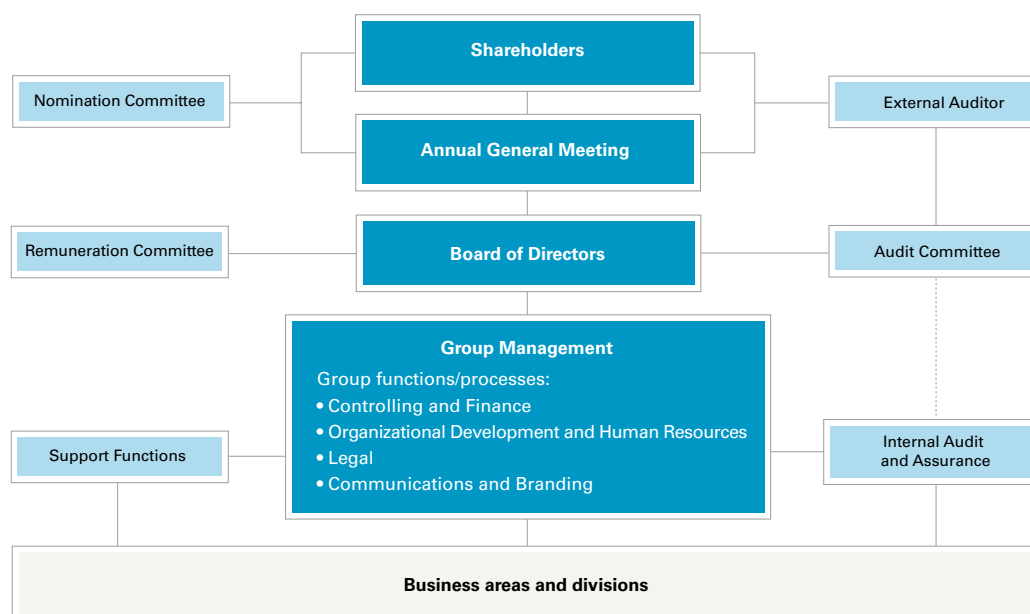 Shareholders
Nomination Committee
External Auditor
Annual General Meeting
Remuneration Committee
Board of Directors
Audit Committee
Group Management
Group functions/processes:
• Controlling and Finance
• Organizational Development and Human Resources
• Legal
• Communications and Branding
Support Functions
Internal Audit
and Assurance
Business areas and divisions